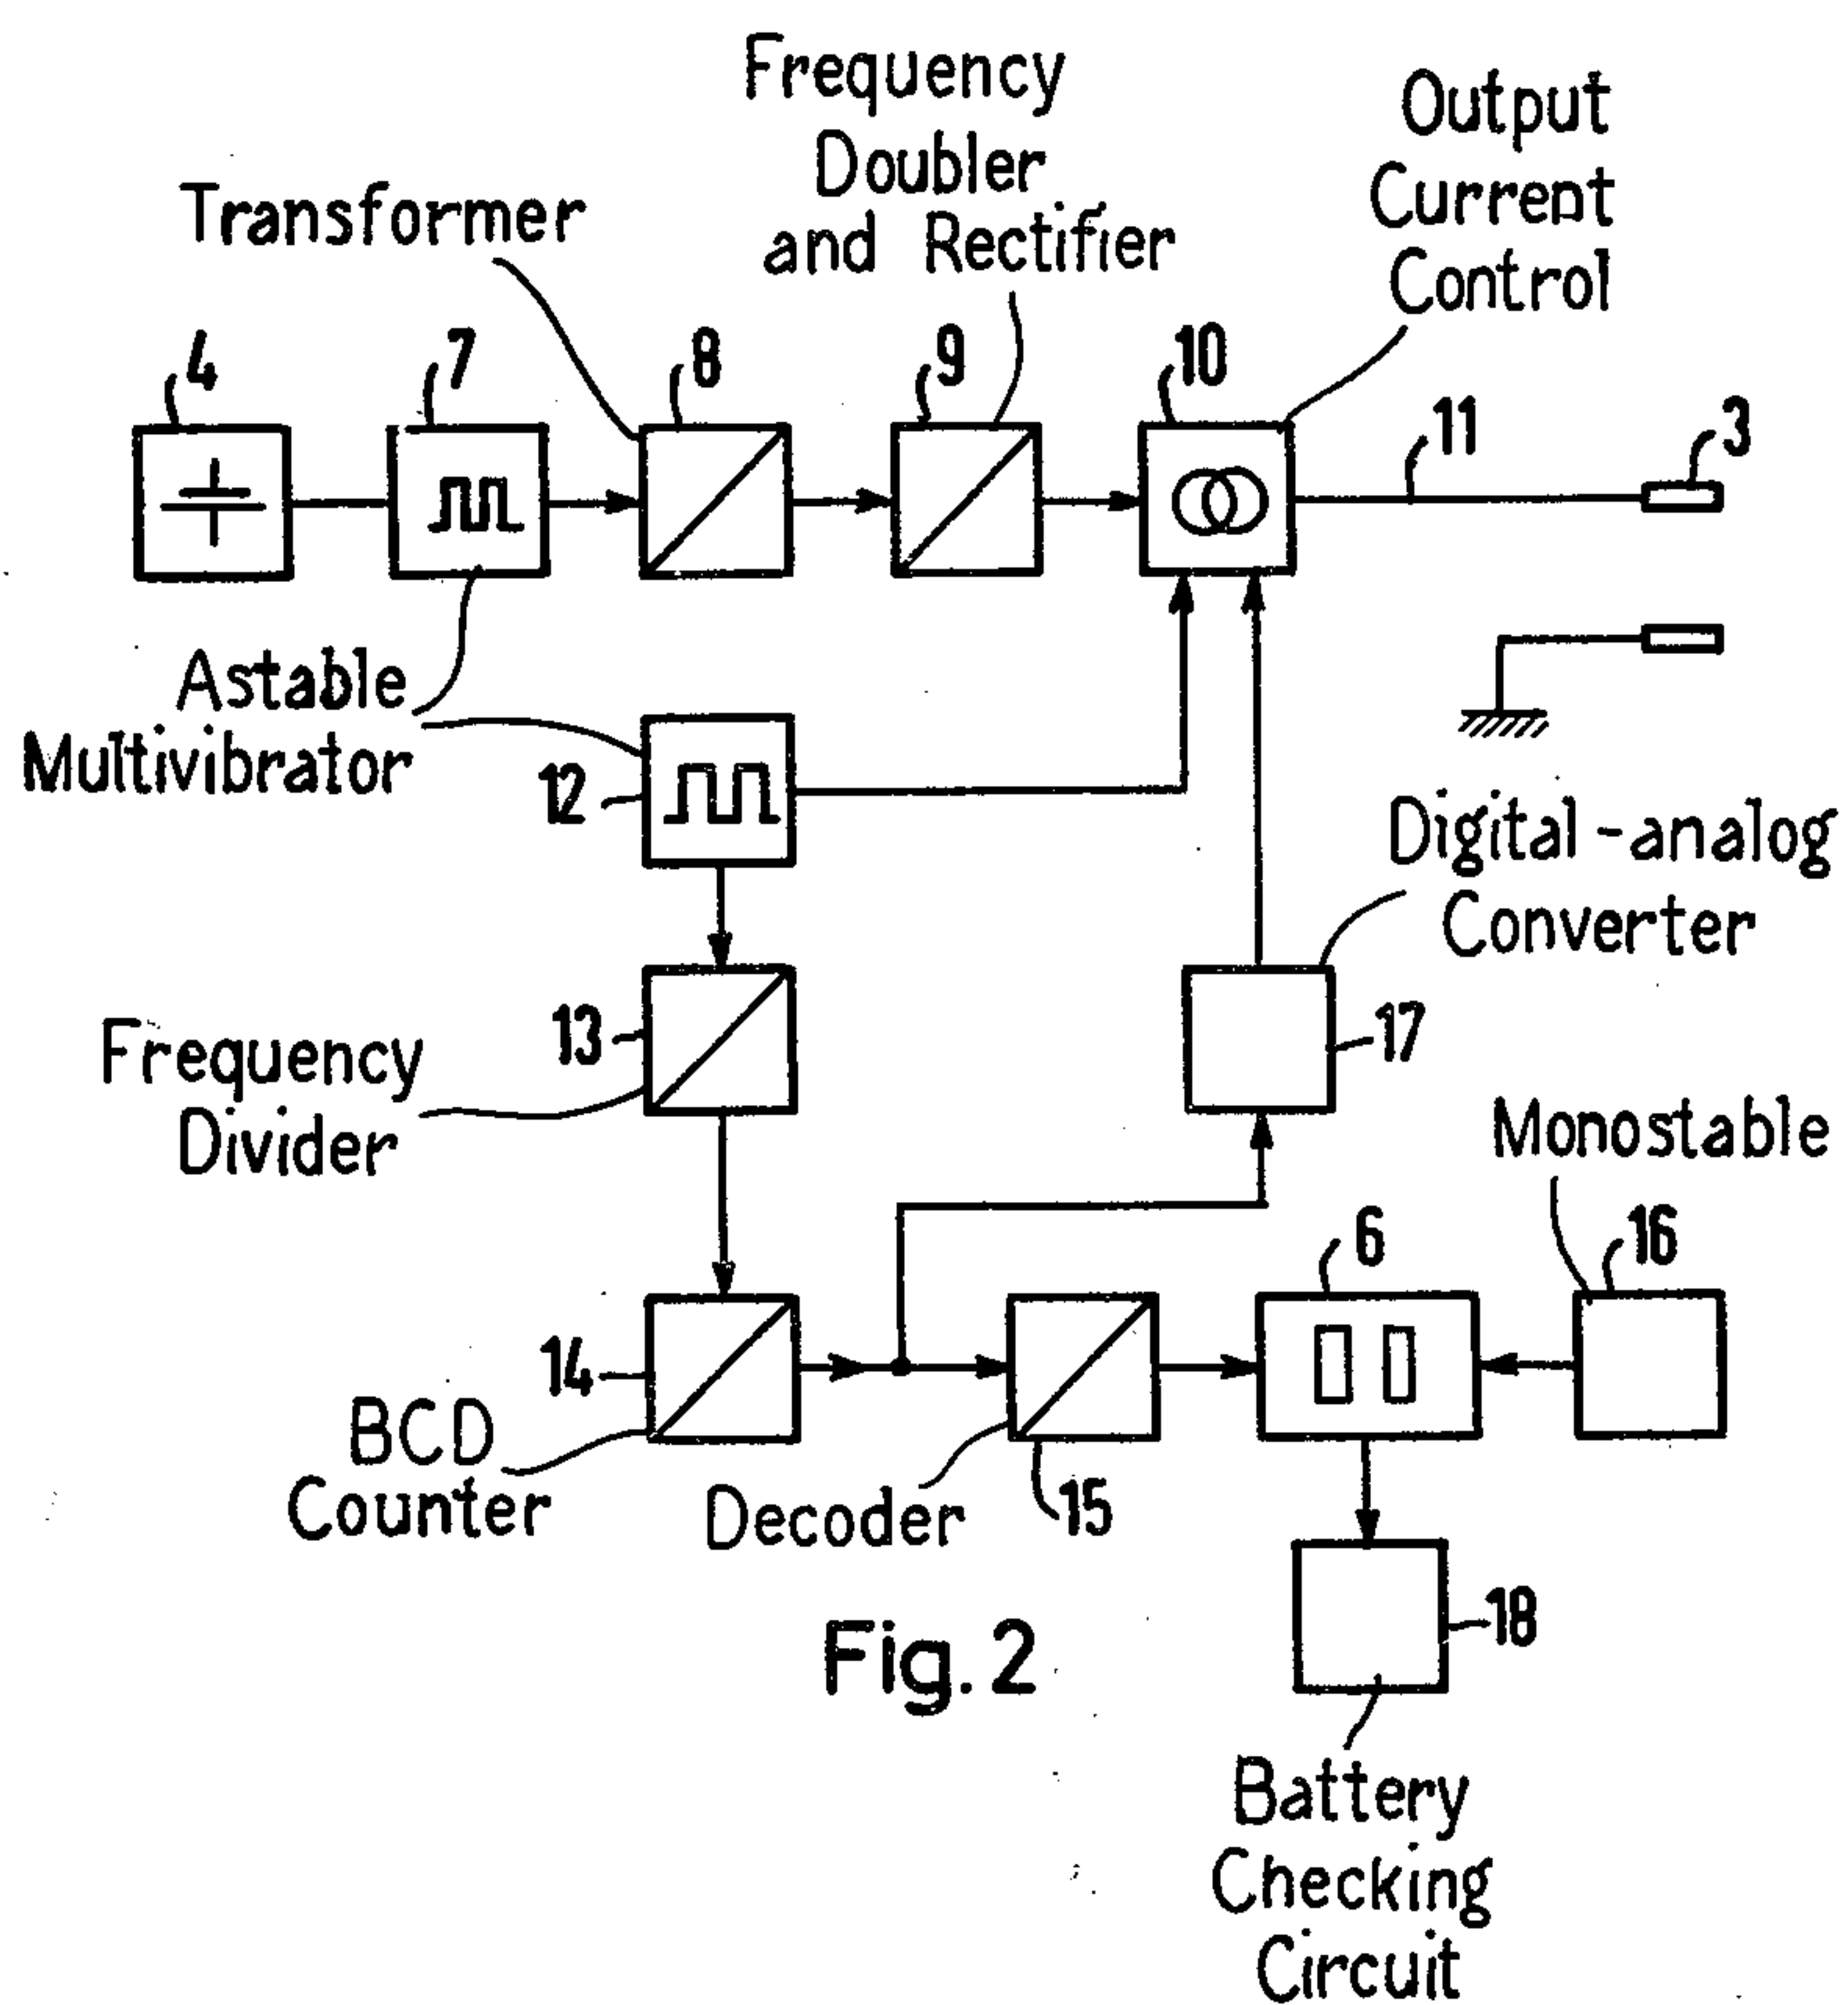 Frequency
Doubler
and Rectifier
Output
Current
Control
Transformer
4
7
8
9
10
11
3
Astable
Multivibrator
12
Digital-analog
Converter
13
17
Frequency
Divider
Monostable
6
16
14
BCD
Counter
Decoder
15
18
Fig. 2
Battery
Checking
Circuit